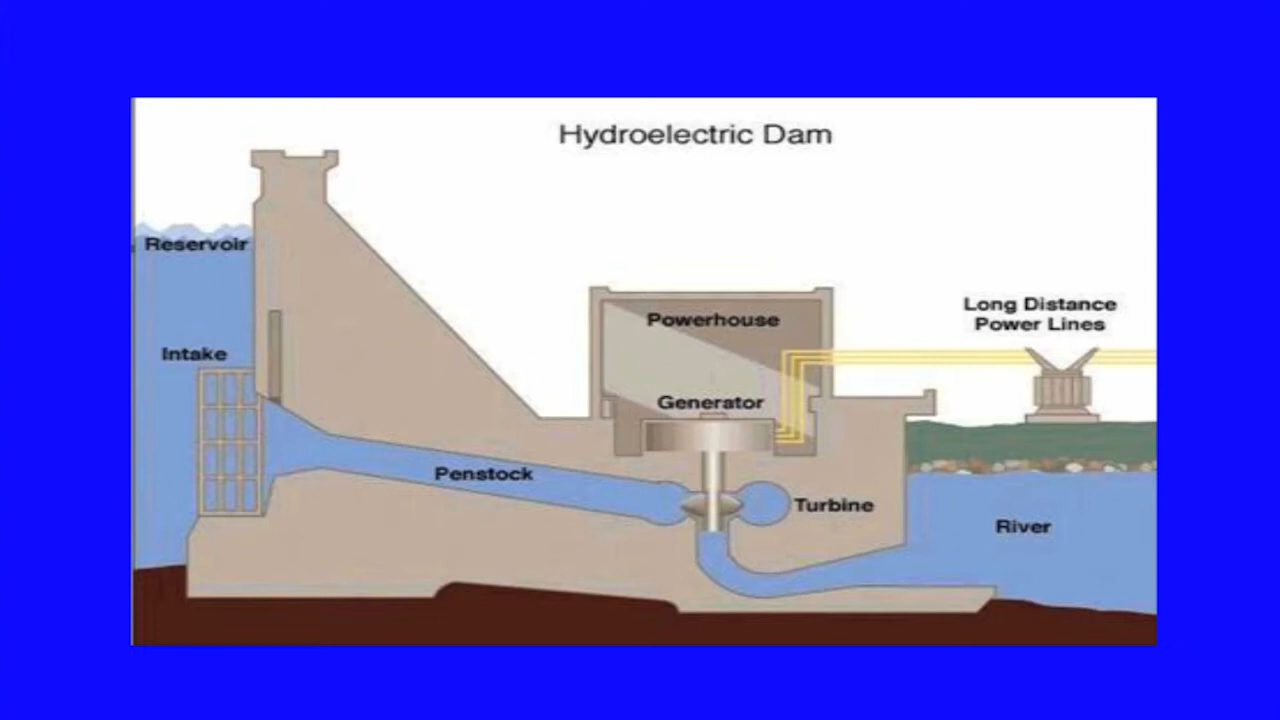 Hydroelectric Dam
Reservoir
Intake
Powerhouse
Long Distance
Power Lines
Generator
Penstock
Turbine
River